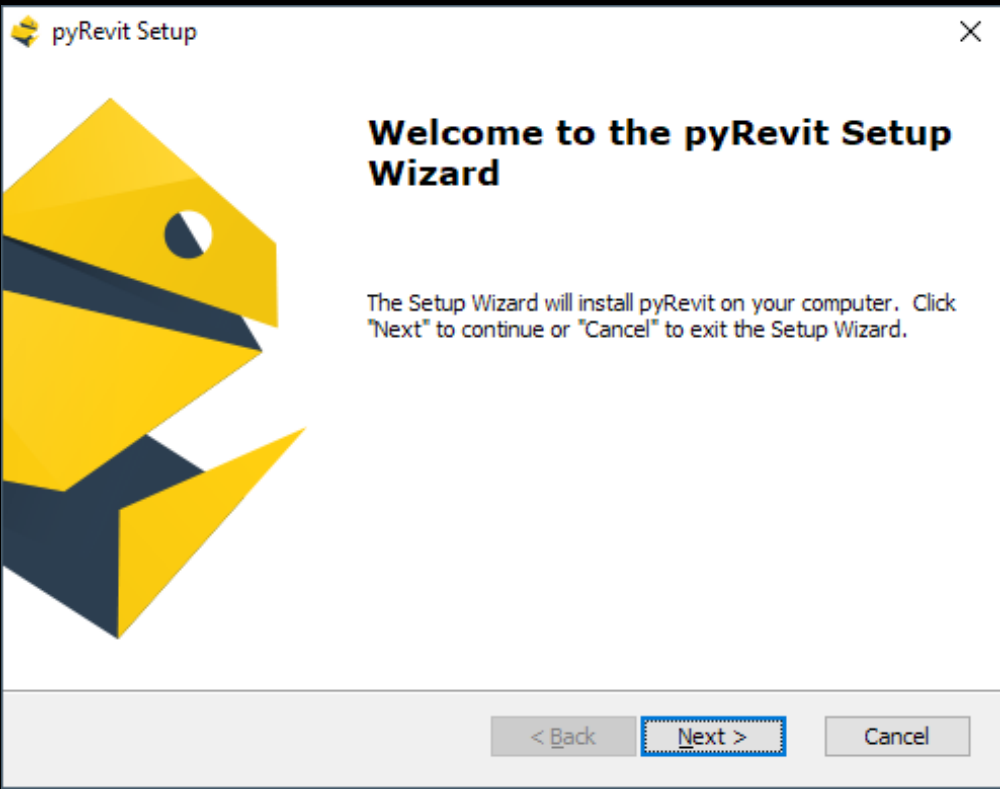 pyRevit Setup
Welcome to the pyRevit Setup
Wizard
The Setup Wizard will install pyRevit on your computer.  Click
"Next" to continue or "Cancel" to exit the Setup Wizard.
< Back
Next >
Cancel